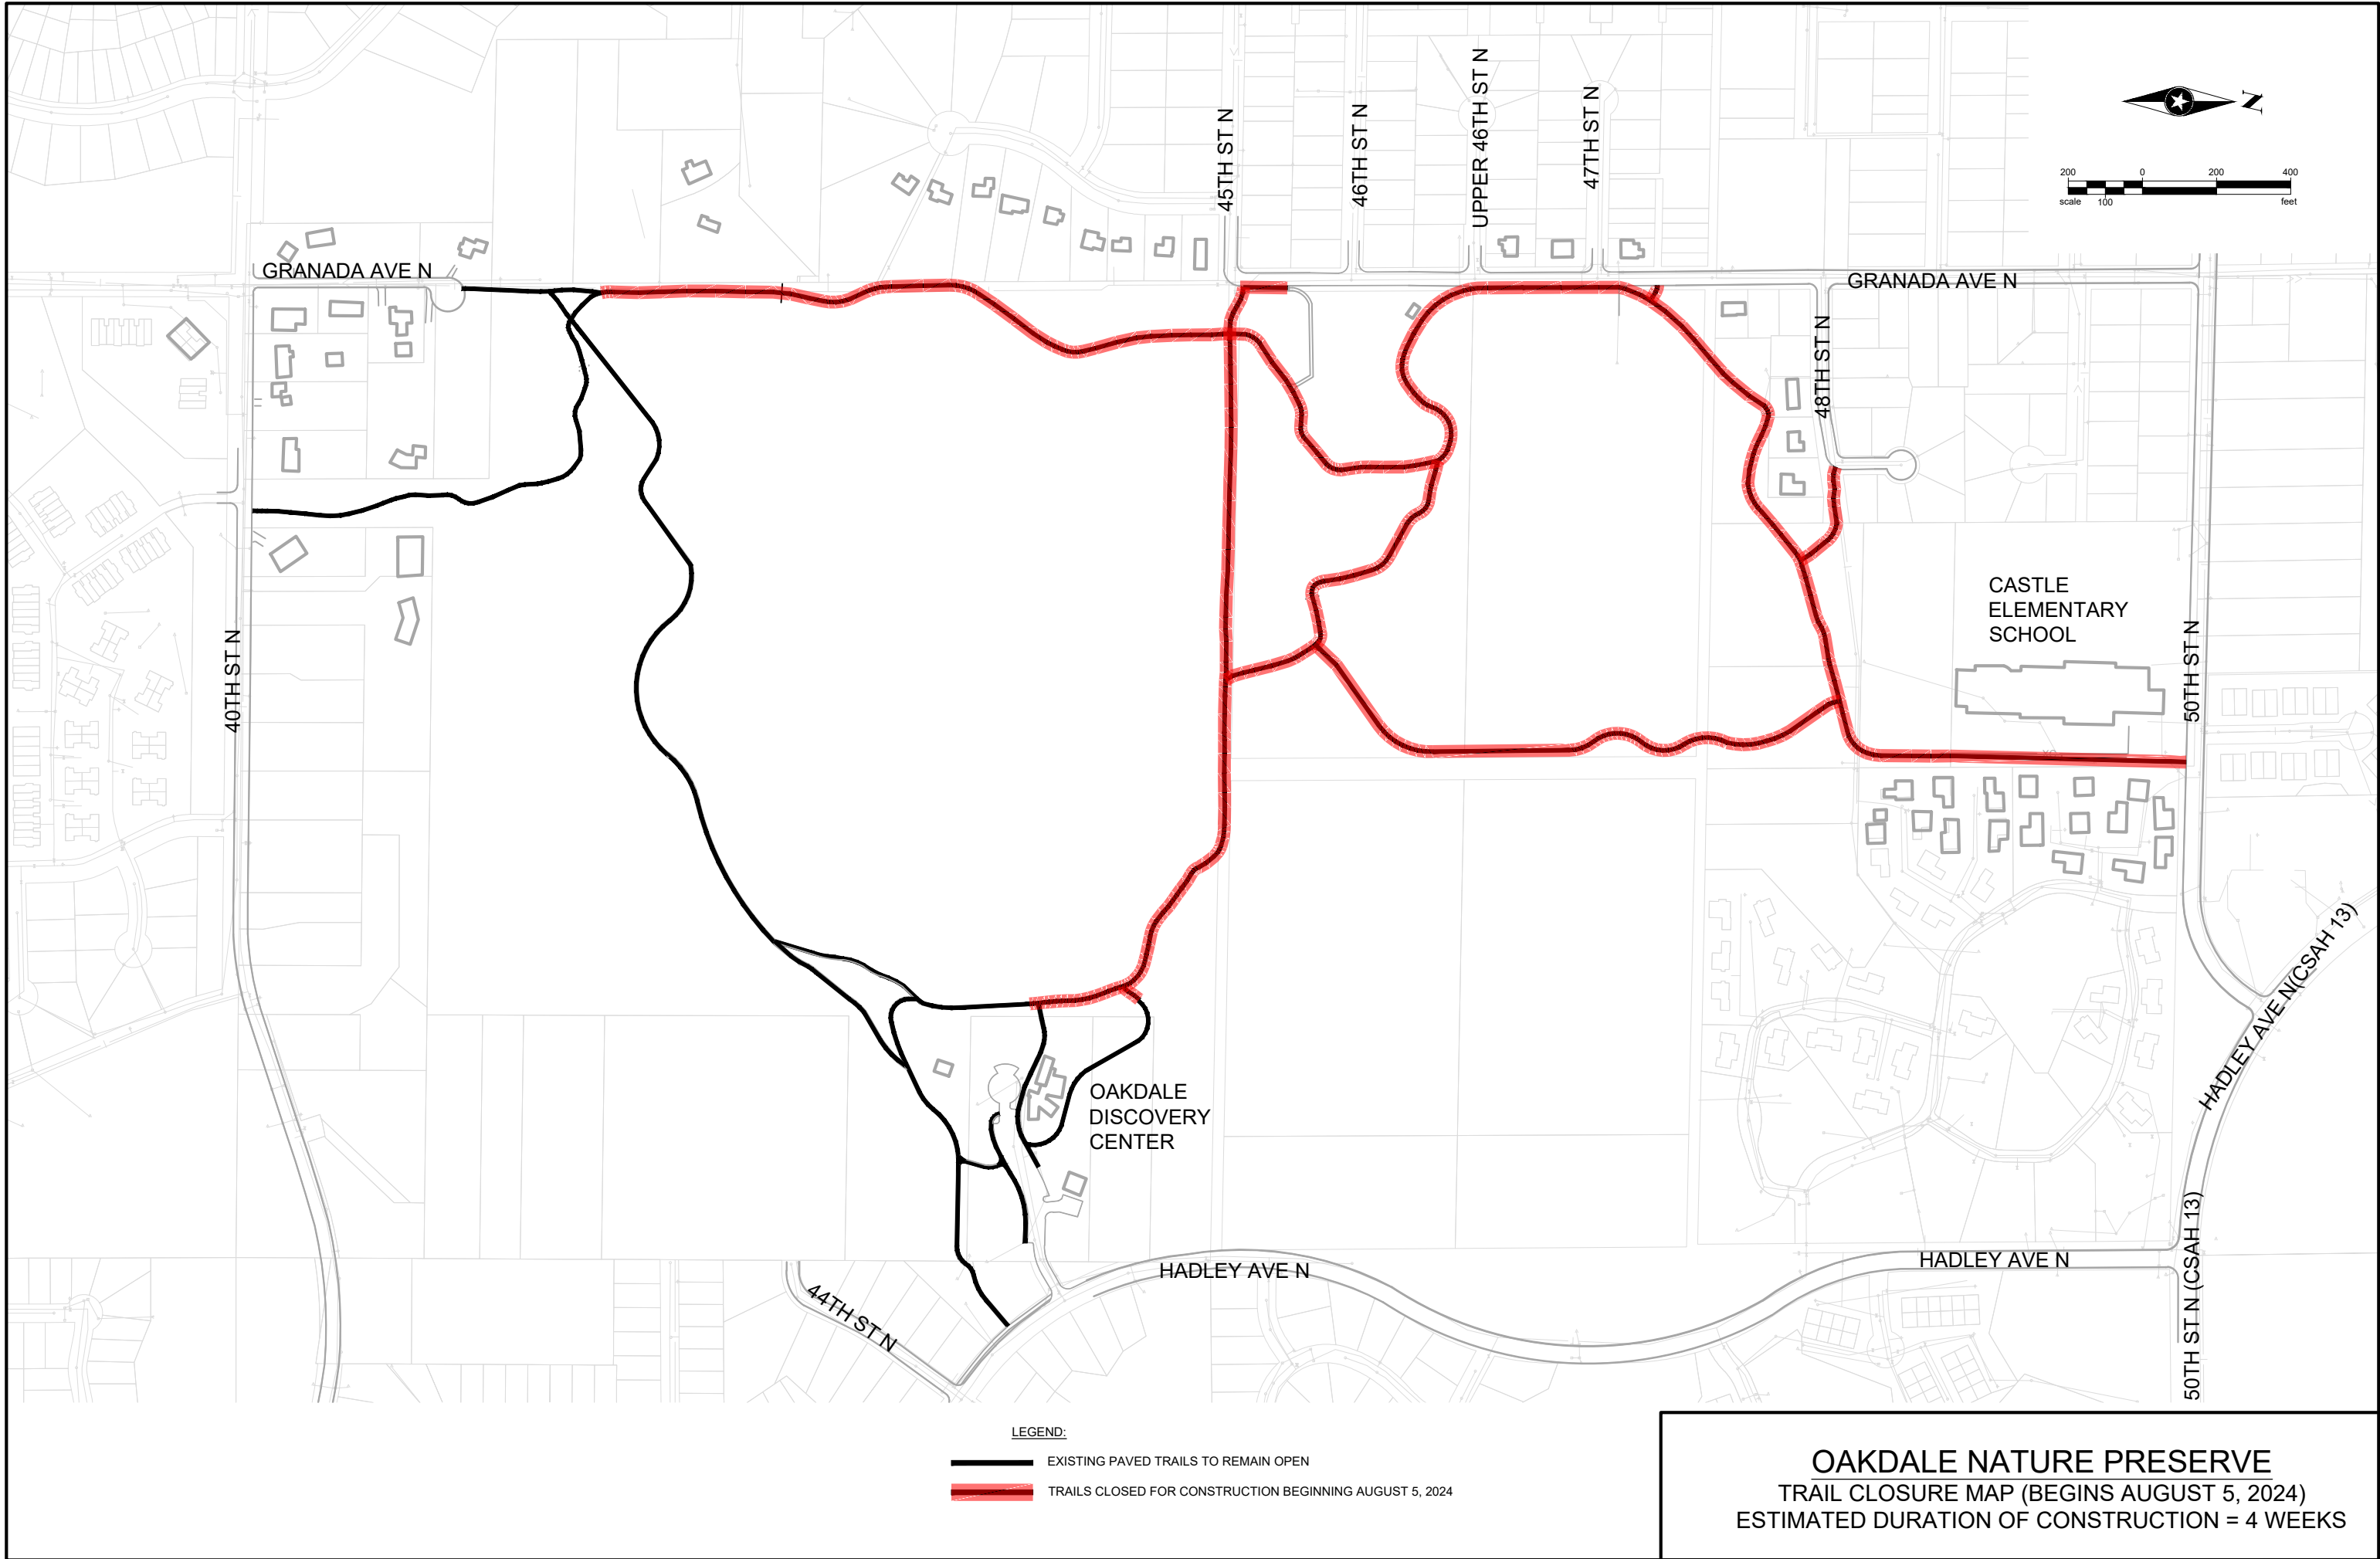 45TH ST N
46TH ST N
UPPER 46TH ST N
47TH ST N
N
200 0 200 400
scale 100 feet
GRANADA AVE N
GRANADA AVE N
48TH ST N
40TH ST N
CASTLE
ELEMENTARY
SCHOOL
50TH ST N
HADLEY AVE N(CSAH 13)
OAKDALE
DISCOVERY
CENTER
HADLEY AVE N
HADLEY AVE N
44TH ST N
50TH ST N (CSAH 13)
LEGEND:
EXISTING PAVED TRAILS TO REMAIN OPEN
TRAILS CLOSED FOR CONSTRUCTION BEGINNING AUGUST 5, 2024
OAKDALE NATURE PRESERVE
TRAIL CLOSURE MAP (BEGINS AUGUST 5, 2024)
ESTIMATED DURATION OF CONSTRUCTION = 4 WEEKS